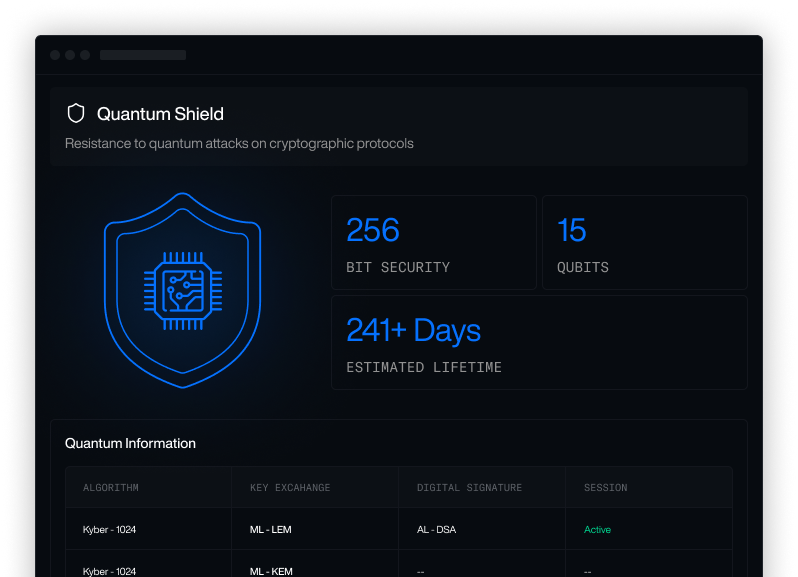 Quantum Shield
Resistance to quantum attacks on cryptographic protocols
256
BIT SECURITY
15
QUBITS
241+ Days
ESTIMATED LIFETIME
Quantum Information
ALGORITHM KEY EXCAHANGE DIGITAL SIGNATURE SESSION
Kyber - 1024 ML - LEM AL - DSA Active
Kyber - 1024 ML - KEM -- --